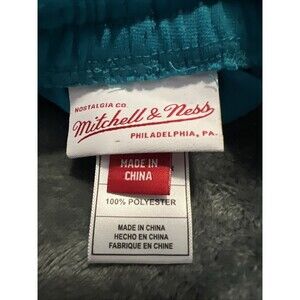 NOSTALGIA CO.
Mitchell & Ness
PHILADELPHIA, PA.
MADE IN
CHINA
100% POLYESTER
MADE IN CHINA
HECHO EN CHINA
FABRIQUE EN CHINE